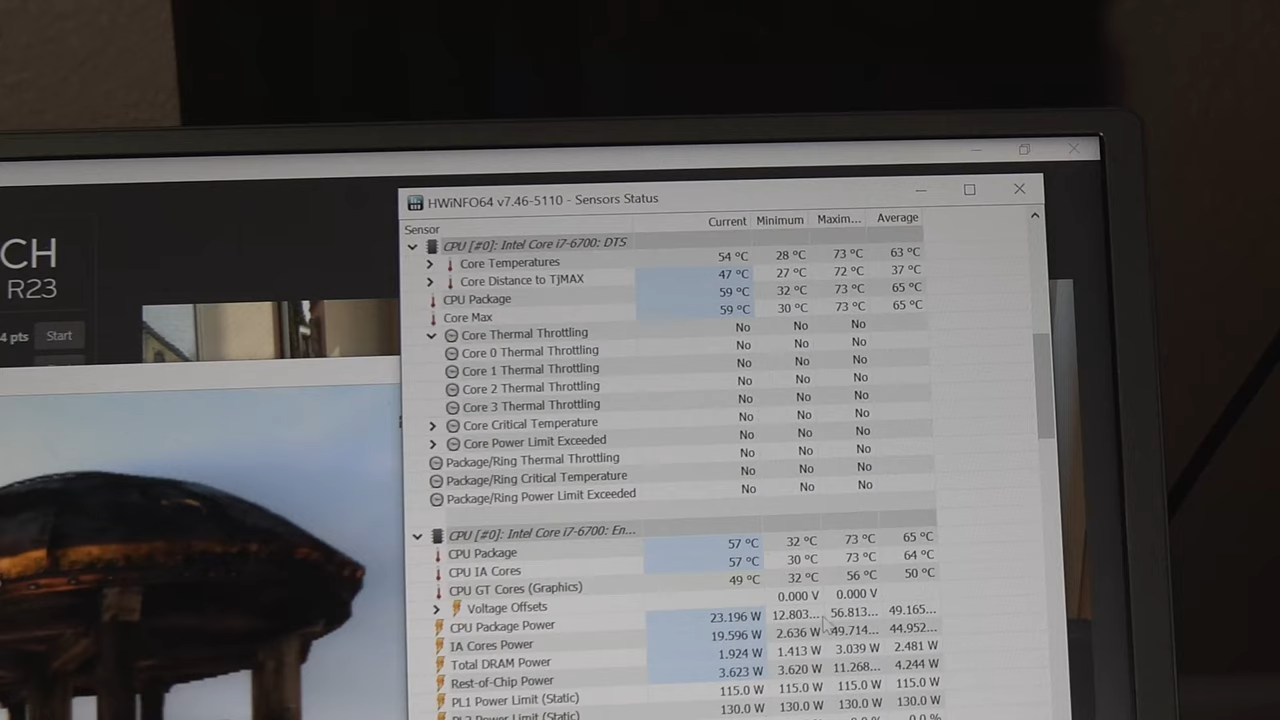 HWiNFO64 v7.46-5110 - Sensors Status
Sensor Current Minimum Maxim... Average
CPU [#0]: Intel Core i7-6700: DTS
Core Temperatures 54 °C 28 °C 73 °C 63 °C
Core Distance to TjMAX 47 °C 27 °C 72 °C 37 °C
CPU Package 59 °C 32 °C 73 °C 65 °C
Core Max 59 °C 30 °C 73 °C 65 °C
Core Thermal Throttling No No No
Core 0 Thermal Throttling No No No
Core 1 Thermal Throttling No No No
Core 2 Thermal Throttling No No No
Core 3 Thermal Throttling No No No
Core Critical Temperature No No No
Core Power Limit Exceeded No No No
Package/Ring Thermal Throttling No No No
Package/Ring Critical Temperature No No No
Package/Ring Power Limit Exceeded No No No
CPU [#0]: Intel Core i7-6700: En...
CPU Package 57 °C 32 °C 73 °C 65 °C
CPU IA Cores 57 °C 30 °C 73 °C 64 °C
CPU GT Cores (Graphics) 49 °C 32 °C 56 °C 50 °C
Voltage Offsets 0.000 V 0.000 V
CPU Package Power 23.196 W 12.803... 56.813... 49.165...
IA Cores Power 19.596 W 2.636 W 49.714... 44.952...
Total DRAM Power 1.924 W 1.413 W 3.039 W 2.481 W
Rest-of-Chip Power 3.623 W 3.620 W 11.268... 4.244 W
PL1 Power Limit (Static) 115.0 W 115.0 W 115.0 W 115.0 W
PL2 Power Limit (Static) 130.0 W 130.0 W 130.0 W 130.0 W
CH
R23
4 pts Start